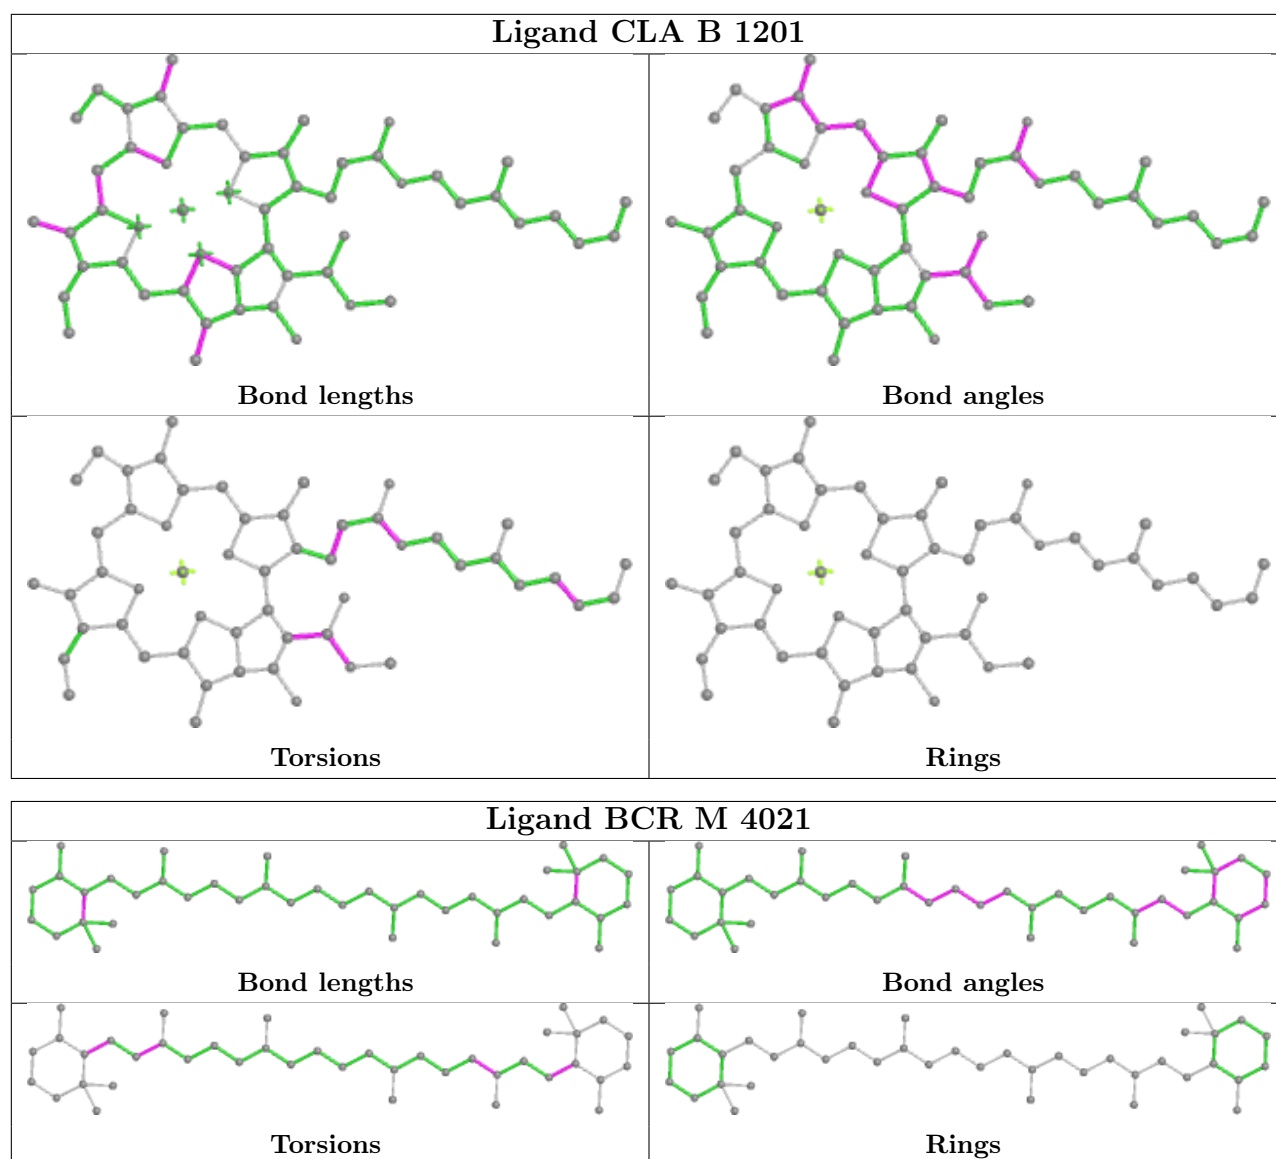 Ligand CLA B 1201
Bond lengths
Bond angles
Torsions
Rings
Ligand BCR M 4021
Bond lengths
Bond angles
Torsions
Rings